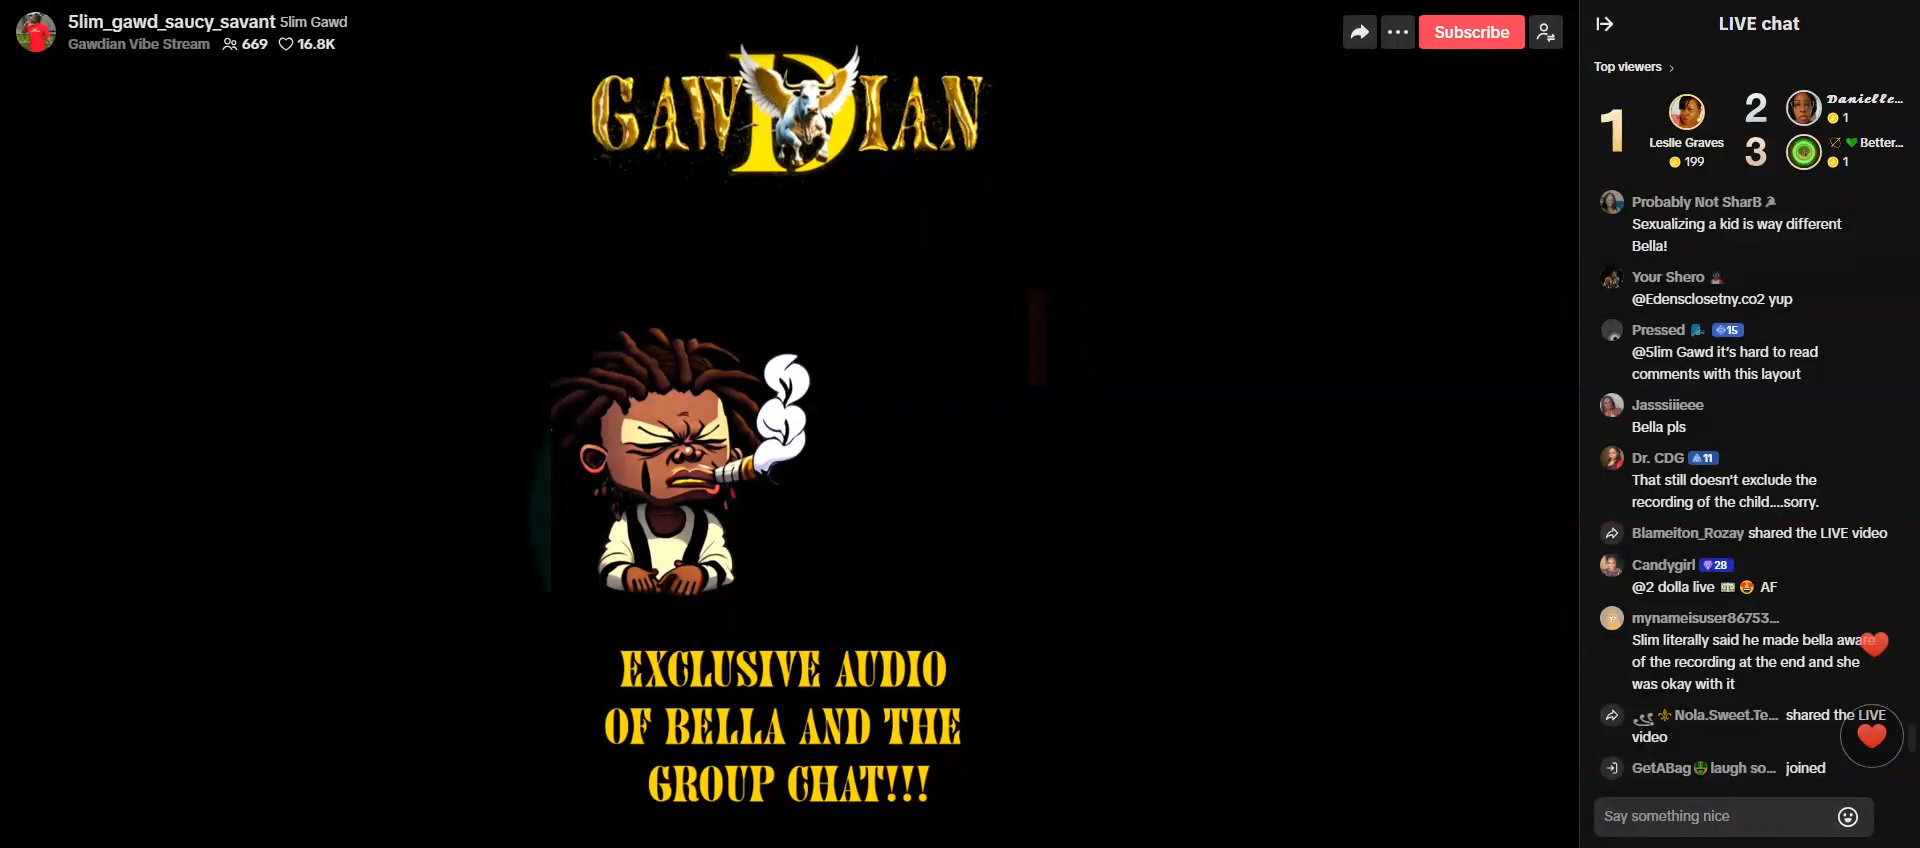 5lim_gawd_saucy_savant 5lim Gawd
Gawdian Vibe Stream 669 16.8K
Subscribe
GAWDIAN
EXCLUSIVE AUDIO
OF BELLA AND THE
GROUP CHAT!!!
LIVE chat
Top viewers
1
Leslie Graves
199
2
Danielle...
1
3
Better...
1
Probably Not SharB
Sexualizing a kid is way different
Bella!
Your Shero
@Edensclosetny.co2 yup
Pressed 15
@5lim Gawd it's hard to read
comments with this layout
Jasssiiieee
Bella pls
Dr. CDG 11
That still doesn't exclude the
recording of the child....sorry.
Blameiton_Rozay shared the LIVE video
Candygirl 28
@2 dolla live AF
mynameisuser86753...
Slim literally said he made bella aware
of the recording at the end and she
was okay with it
Nola.Sweet.Te... shared the LIVE
video
GetABag laugh so... joined
Say something nice